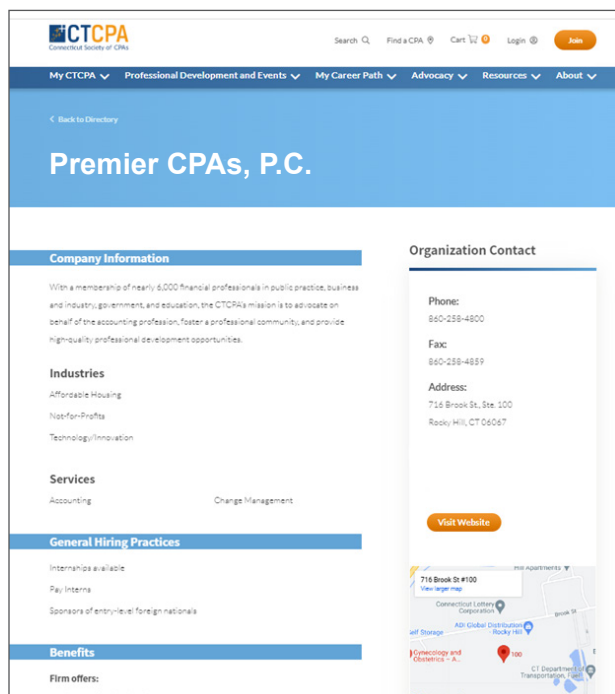 CTCPA
Connecticut Society of CPAs
Search Find a CPA Cart 0 Login Join
My CTCPA Professional Development and Events My Career Path Advocacy Resources About
< Back to Directory
Premier CPAs, P.C.
Company Information
With a membership of nearly 6,000 financial professionals in public practice, business
and industry, government, and education, the CTCPA's mission is to advocate on
behalf of the accounting profession, foster a professional community, and provide
high-quality professional development opportunities.
Industries
Affordable Housing
Not-for-Profits
Technology/Innovation
Services
Accounting Change Management
General Hiring Practices
Internships available
Pay Interns
Sponsors of entry-level foreign nationals
Benefits
Firm offers:
Organization Contact
Phone:
860-258-4800
Fax:
860-258-4859
Address:
716 Brook St., Ste. 100
Rocky Hill, CT 06067
Visit Website
Hill Apartments
716 Brook St #100
View larger map
Connecticut Lottery
Corporation
Brook St
ADI Global Distribution
Rocky Hill
Self Storage
Gynecology and
Obstetrics – A...
100
CT Department of
Transportation, Fuel